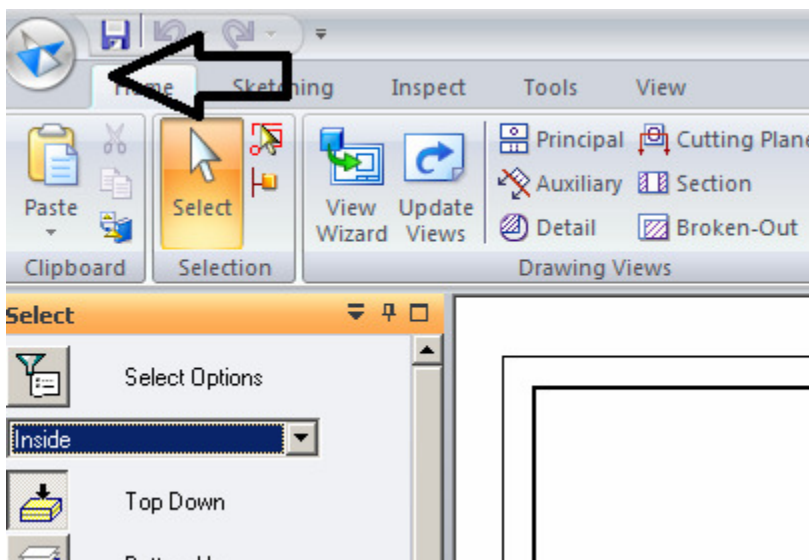 Home Sketching Inspect Tools View
Principal Cutting Plane
Auxiliary Section
Paste Select View Wizard Update Views
Detail Broken-Out
Clipboard Selection Drawing Views
Select
Select Options
Inside
Top Down